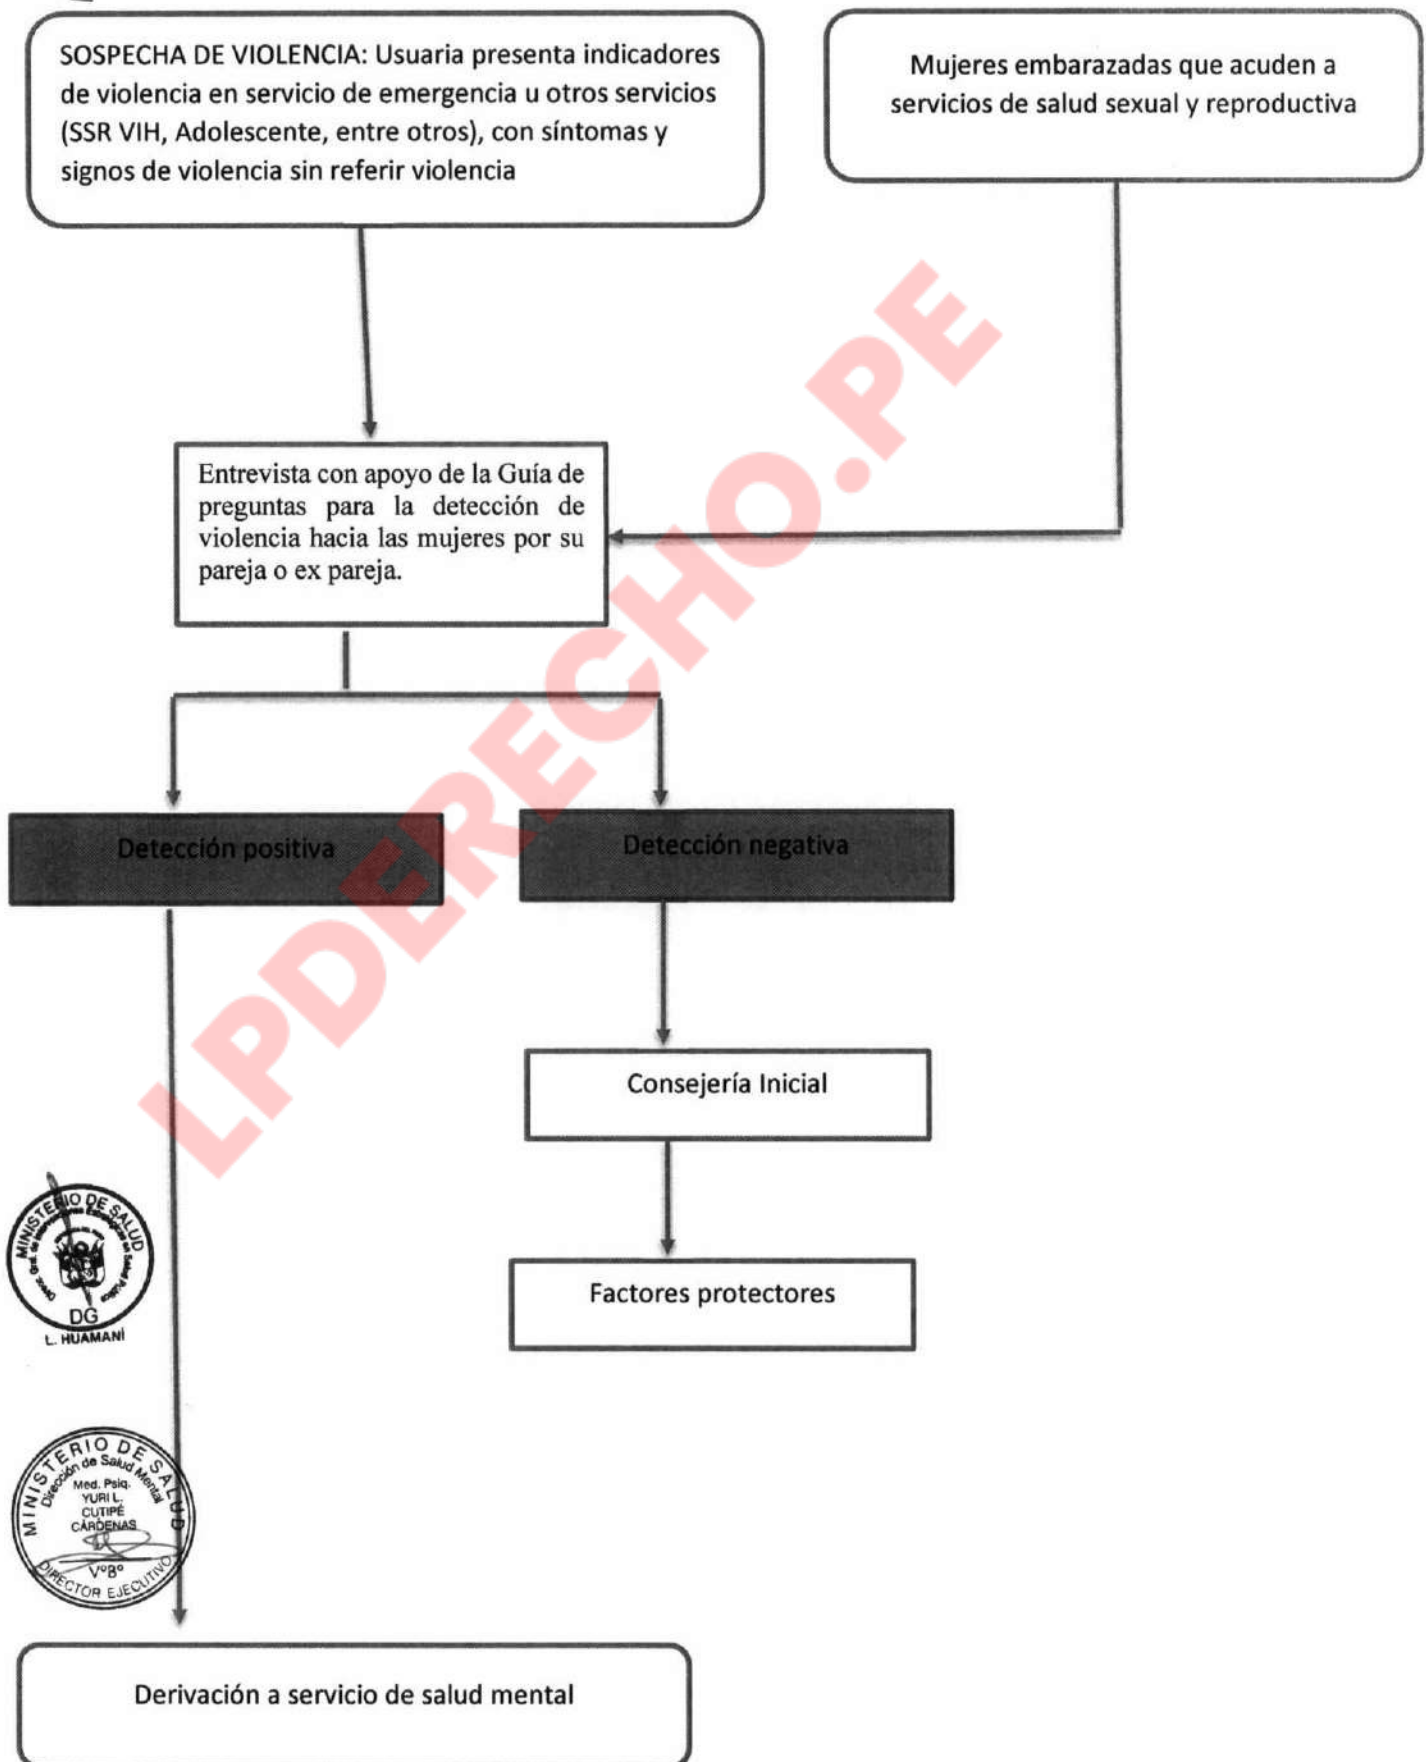 SOSPECHA DE VIOLENCIA: Usuaria presenta indicadores
de violencia en servicio de emergencia u otros servicios
(SSR VIH, Adolescente, entre otros), con síntomas y
signos de violencia sin referir violencia
Mujeres embarazadas que acuden a
servicios de salud sexual y reproductiva
Entrevista con apoyo de la Guía de
preguntas para la detección de
violencia hacia las mujeres por su
pareja o ex pareja.
Detección positiva
Detección negativa
Consejería Inicial
Factores protectores
Derivación a servicio de salud mental
LPDERECHO.PE
MINISTERIO DE SALUD
DG
L. HUAMANÍ
MINISTERIO DE SALUD
Dirección de Salud Mental
Med. Psiq.
YURI L.
CUTIPÉ
CÁRDENAS
VºBº
DIRECTOR EJECUTIVO